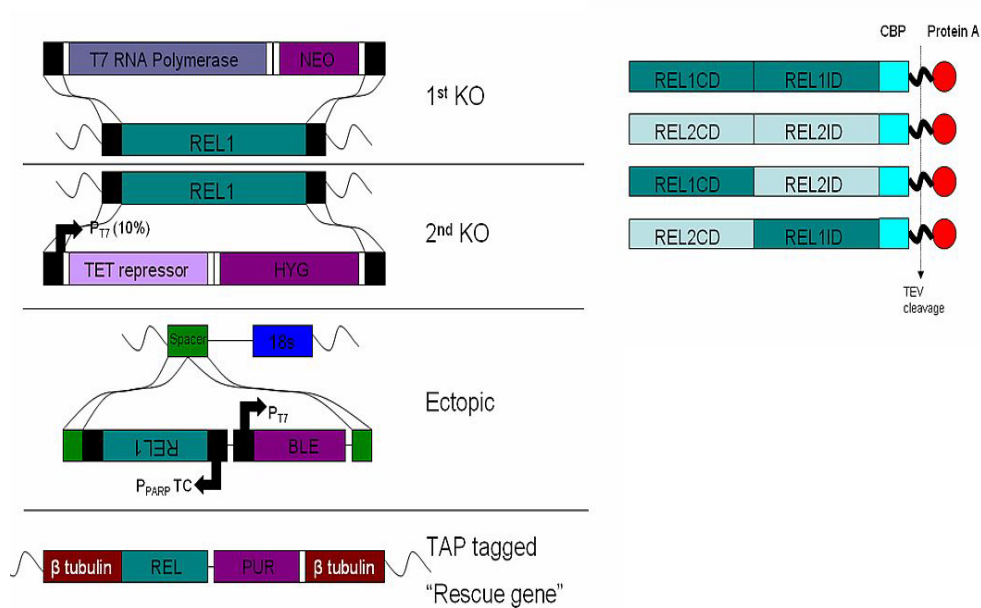 T7 RNA Polymerase NEO
1st KO
REL1
REL1
PT7 (10%)
2nd KO
TET repressor HYG
Spacer 18s
Ectopic
PT7
REL1 BLE
PPARP TC
TAP tagged
β tubulin REL PUR β tubulin
"Rescue gene"
CBP Protein A
REL1CD REL1ID
REL2CD REL2ID
REL1CD REL2ID
REL2CD REL1ID
TEV
cleavage